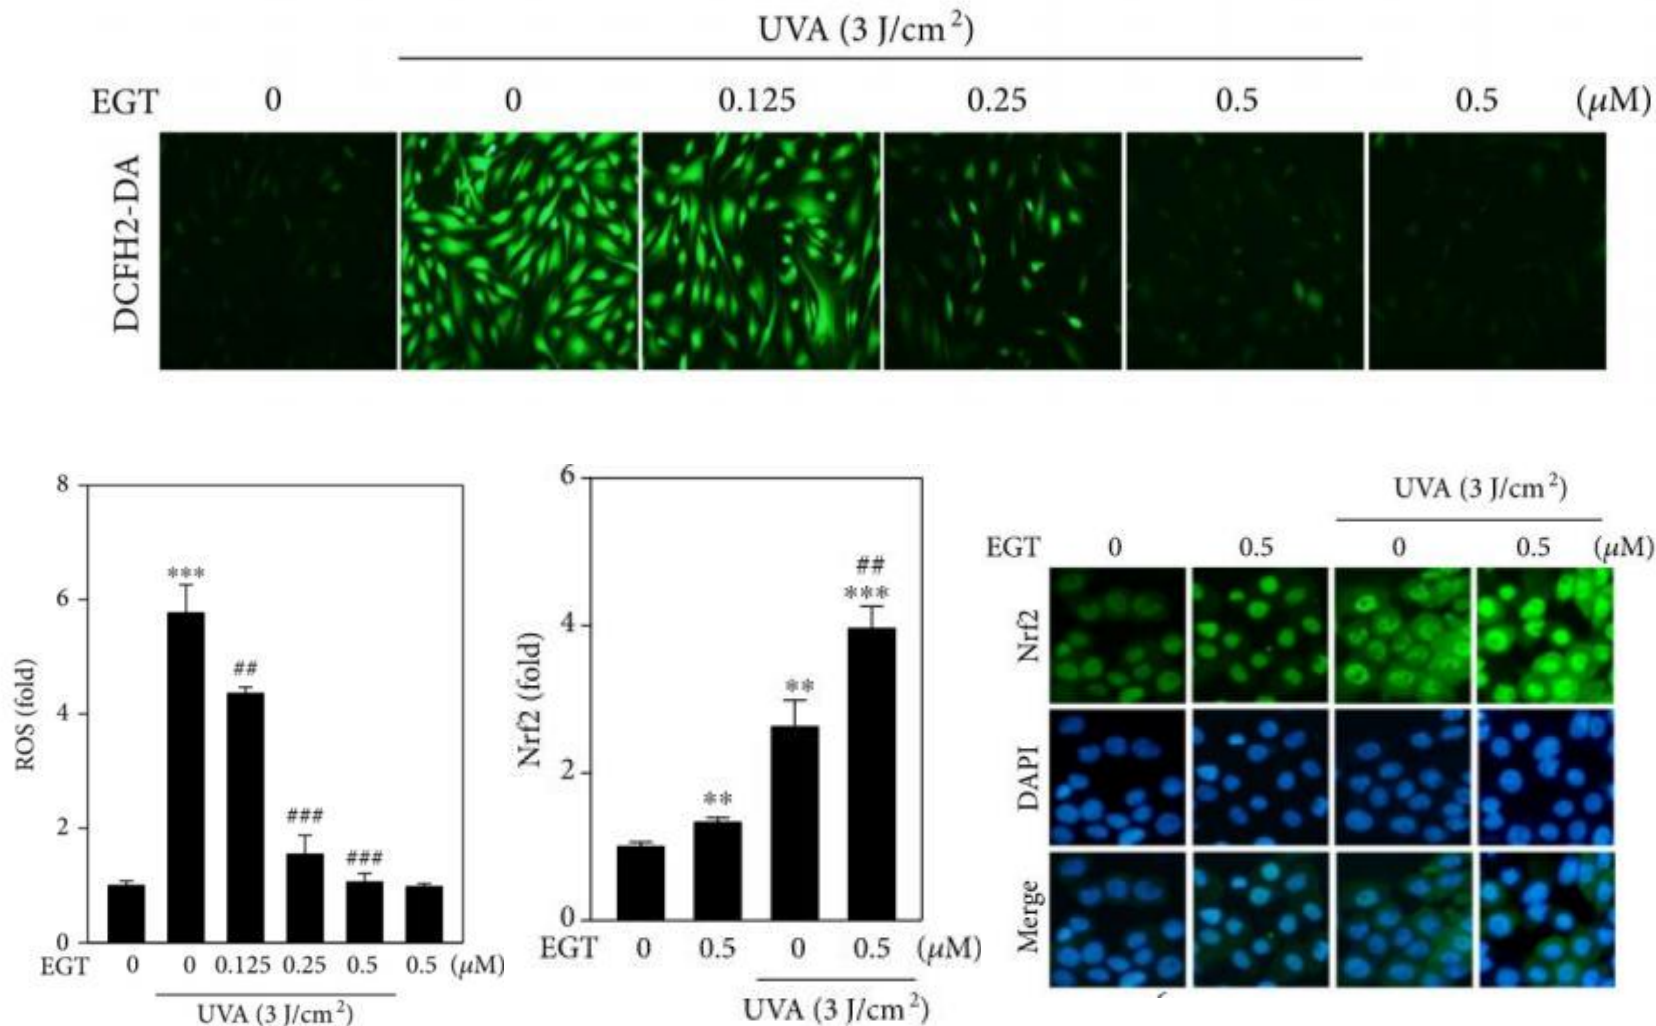 UVA (3 J/cm²)
EGT 0 0 0.125 0.25 0.5 0.5 (μM)
DCFH2-DA
8
6
4
2
0
ROS (fold)
***
##
###
###
EGT 0 0 0.125 0.25 0.5 0.5 (μM)
UVA (3 J/cm²)
6
4
2
0
Nrf2 (fold)
**
**
##
***
EGT 0 0.5 0 0.5 (μM)
UVA (3 J/cm²)
UVA (3 J/cm²)
EGT 0 0.5 0 0.5 (μM)
Nrf2
DAPI
Merge